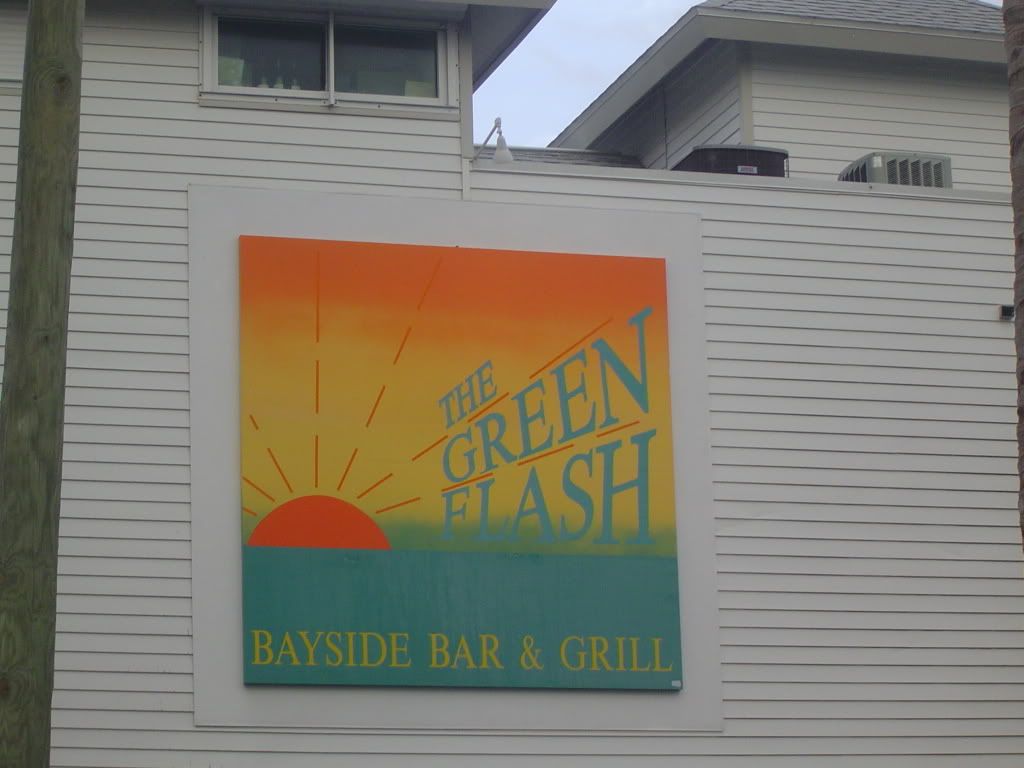 THE
GREEN
FLASH
BAYSIDE BAR & GRILL